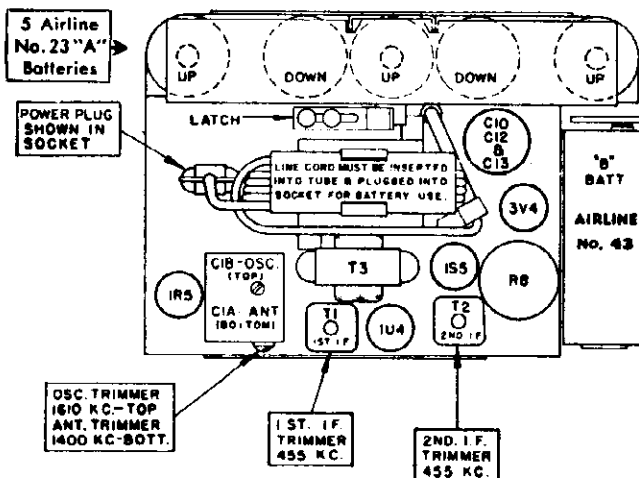 5 Airline
No. 23 "A"
Batteries
UP
DOWN
UP
DOWN
UP
POWER PLUG
SHOWN IN
SOCKET
LATCH
C10
C12
&
C13
"B"
BATT
AIRLINE
No. 43
LINE CORD MUST BE INSERTED
INTO TUBE & PLUGGED INTO
SOCKET FOR BATTERY USE.
3V4
C1B-OSC.
(TOP)
C1A-ANT
(BOTTOM)
1R5
T3
1S5
R8
T1
1ST I F
1U4
T2
2ND I F
OSC. TRIMMER
1610 KC.-TOP
ANT. TRIMMER
1400 KC-BOTT.
1 ST. I F.
TRIMMER
455 KC.
2ND. I.F.
TRIMMER
455 KC.